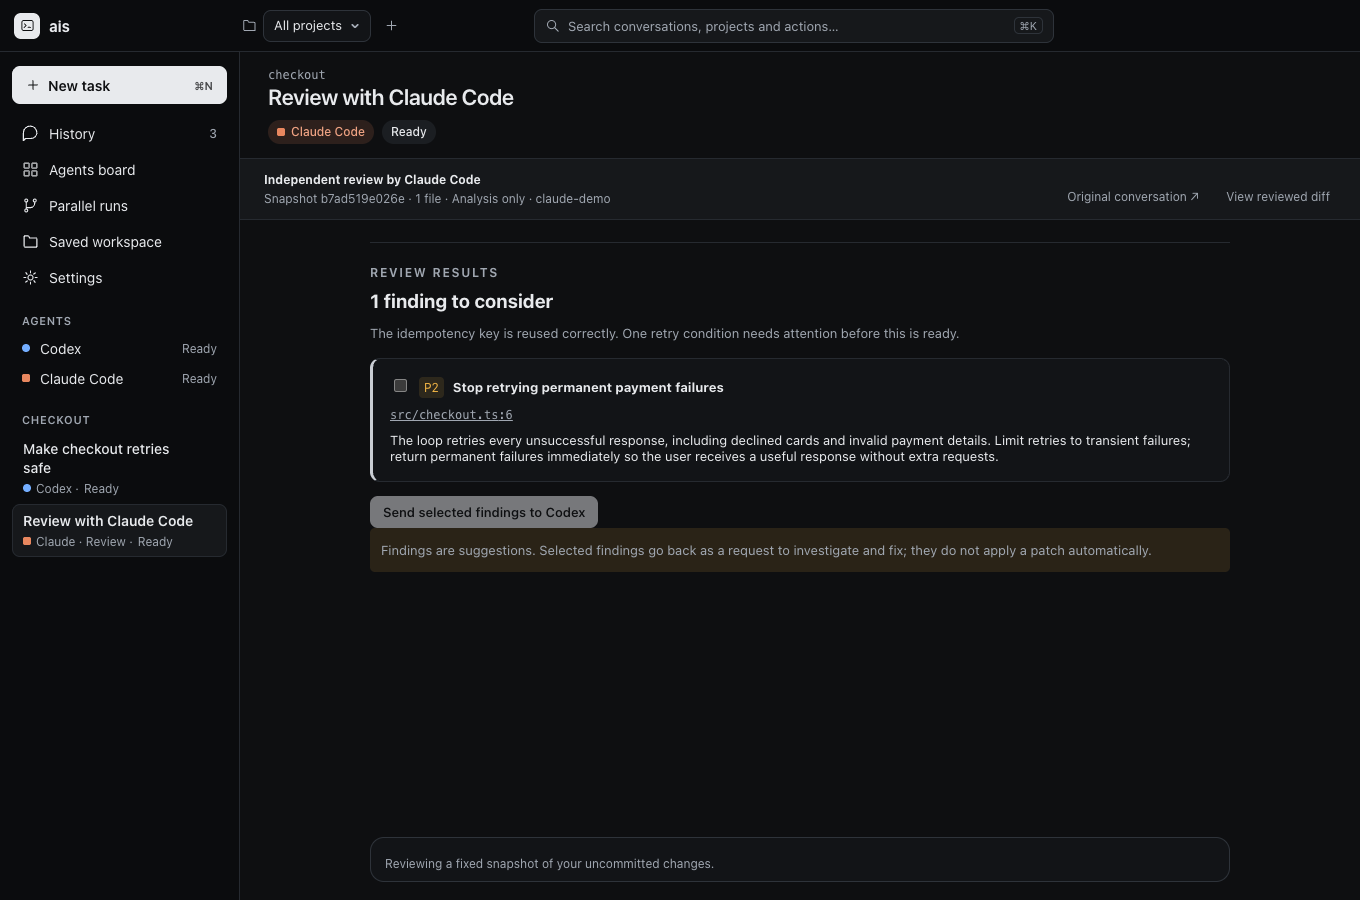 ais
All projects
Search conversations, projects and actions...
⌘K
New task
⌘N
History
3
Agents board
Parallel runs
Saved workspace
Settings
AGENTS
Codex
Ready
Claude Code
Ready
CHECKOUT
Make checkout retries
safe
Codex · Ready
Review with Claude Code
Claude · Review · Ready
checkout
Review with Claude Code
Claude Code
Ready
Independent review by Claude Code
Snapshot b7ad519e026e · 1 file · Analysis only · claude-demo
Original conversation ↗
View reviewed diff
REVIEW RESULTS
1 finding to consider
The idempotency key is reused correctly. One retry condition needs attention before this is ready.
P2 Stop retrying permanent payment failures
src/checkout.ts:6
The loop retries every unsuccessful response, including declined cards and invalid payment details. Limit retries to transient failures;
return permanent failures immediately so the user receives a useful response without extra requests.
Send selected findings to Codex
Findings are suggestions. Selected findings go back as a request to investigate and fix; they do not apply a patch automatically.
Reviewing a fixed snapshot of your uncommitted changes.